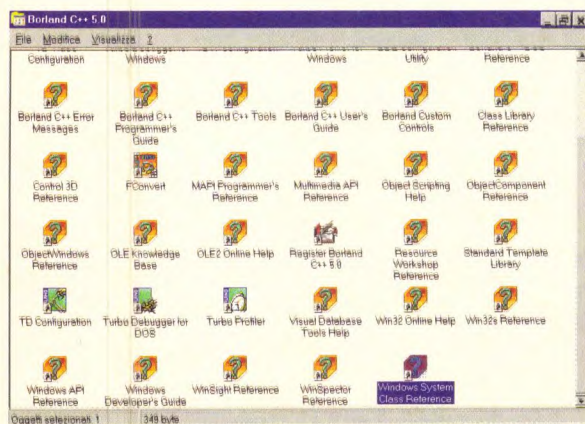 Borland C++ 5.0
File Modifica Visualizza ?
Configuration Windows Windows Utility Reference
Borland C++ Error Messages
Borland C++ Programmer's Guide
Borland C++ Tools
Borland C++ User's Guide
Borland Custom Controls
Class Library Reference
Control 3D Reference
FConvert
MAPI Programmer's Reference
Multimedia API Reference
Object Scripting Help
ObjectComponent Reference
ObjectWindows Reference
OLE Knowledge Base
OLE2 Online Help
Register Borland C++ 5.0
Resource Workshop Reference
Standard Template Library
TD Configuration
Turbo Debugger for DOS
Turbo Profiler
Visual Database Tools Help
Win32 Online Help
Win32s Reference
Windows API Reference
Windows Developer's Guide
WinSight Reference
WinSpector Reference
Windows System Class Reference
Oggetti selezionati: 1 349 byte